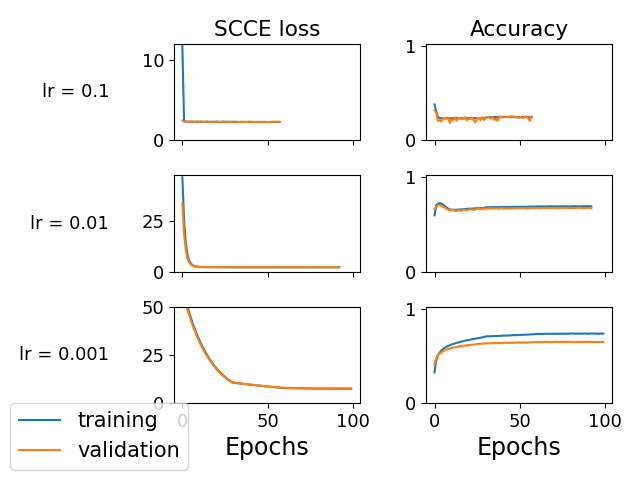 SCCE loss
Accuracy
lr = 0.1
10
0
1
0
lr = 0.01
25
0
1
0
lr = 0.001
50
25
0
1
0
0
50
100
0
50
100
Epochs
Epochs
training
validation